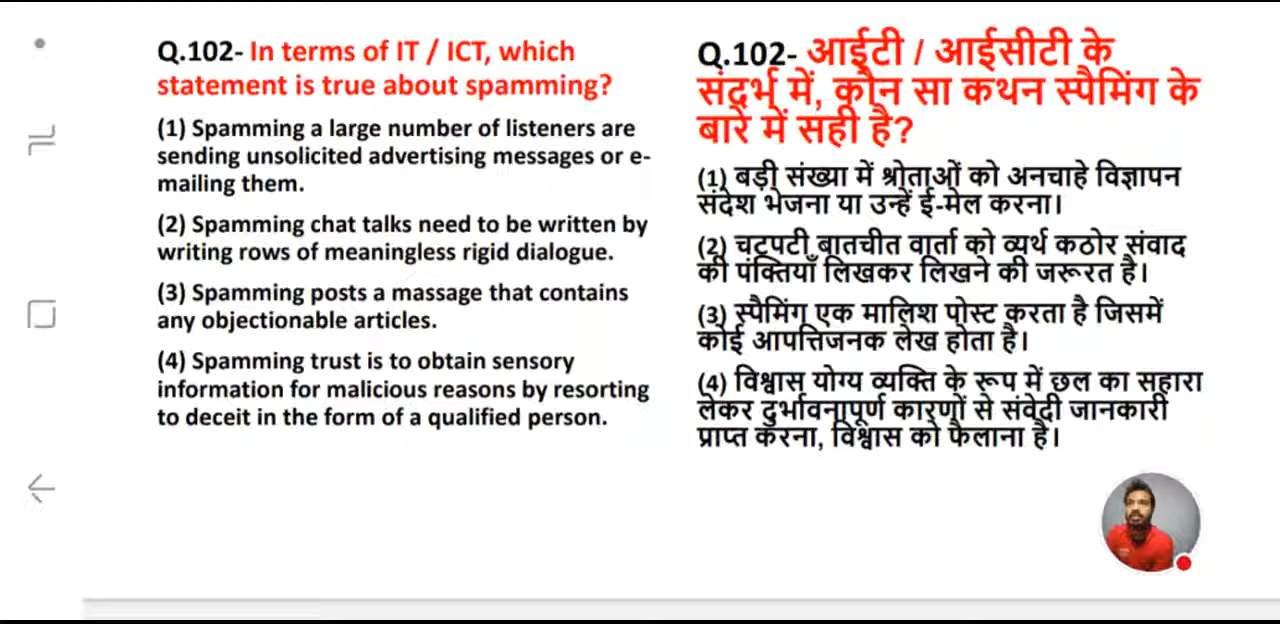 Q.102- In terms of IT / ICT, which
statement is true about spamming?
(1) Spamming a large number of listeners are
sending unsolicited advertising messages or e-
mailing them.
(2) Spamming chat talks need to be written by
writing rows of meaningless rigid dialogue.
(3) Spamming posts a massage that contains
any objectionable articles.
(4) Spamming trust is to obtain sensory
information for malicious reasons by resorting
to deceit in the form of a qualified person.
Q.102- आईटी / आईसीटी के
संदर्भ में, कौन सा कथन स्पैमिंग के
बारे में सही है?
(1) बड़ी संख्या में श्रोताओं को अनचाहे विज्ञापन
संदेश भेजना या उन्हें ई-मेल करना।
(2) चटपटी बातचीत वार्ता को व्यर्थ कठोर संवाद
की पंक्तियाँ लिखकर लिखने की जरूरत है।
(3) स्पैमिंग एक मालिश पोस्ट करता है जिसमें
कोई आपत्तिजनक लेख होता है।
(4) विश्वास योग्य व्यक्ति के रूप में छल का सहारा
लेकर दुर्भावनापूर्ण कारणों से संवेदी जानकारी
प्राप्त करना, विश्वास को फैलाना है।